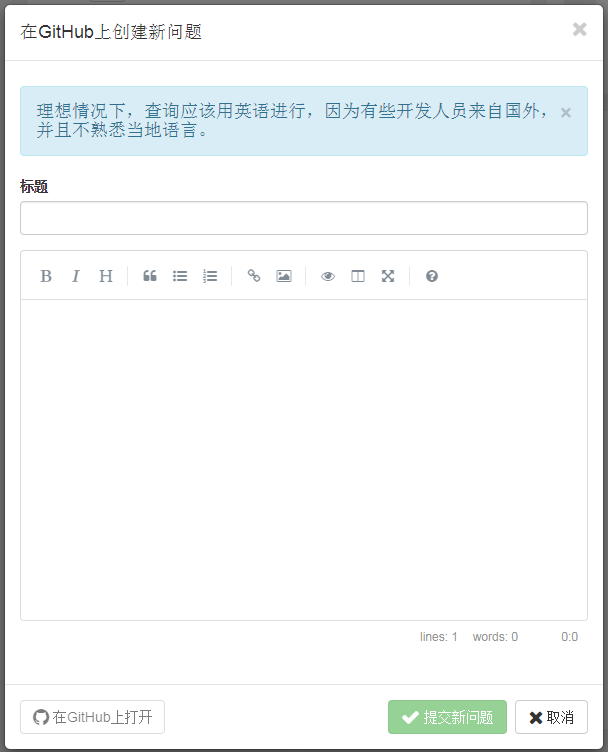 在GitHub上创建新问题
理想情况下，查询应该用英语进行，因为有些开发人员来自国外，
并且不熟悉当地语言。
标题
B I H
lines: 1 words: 0 0:0
在GitHub上打开 提交新问题 取消